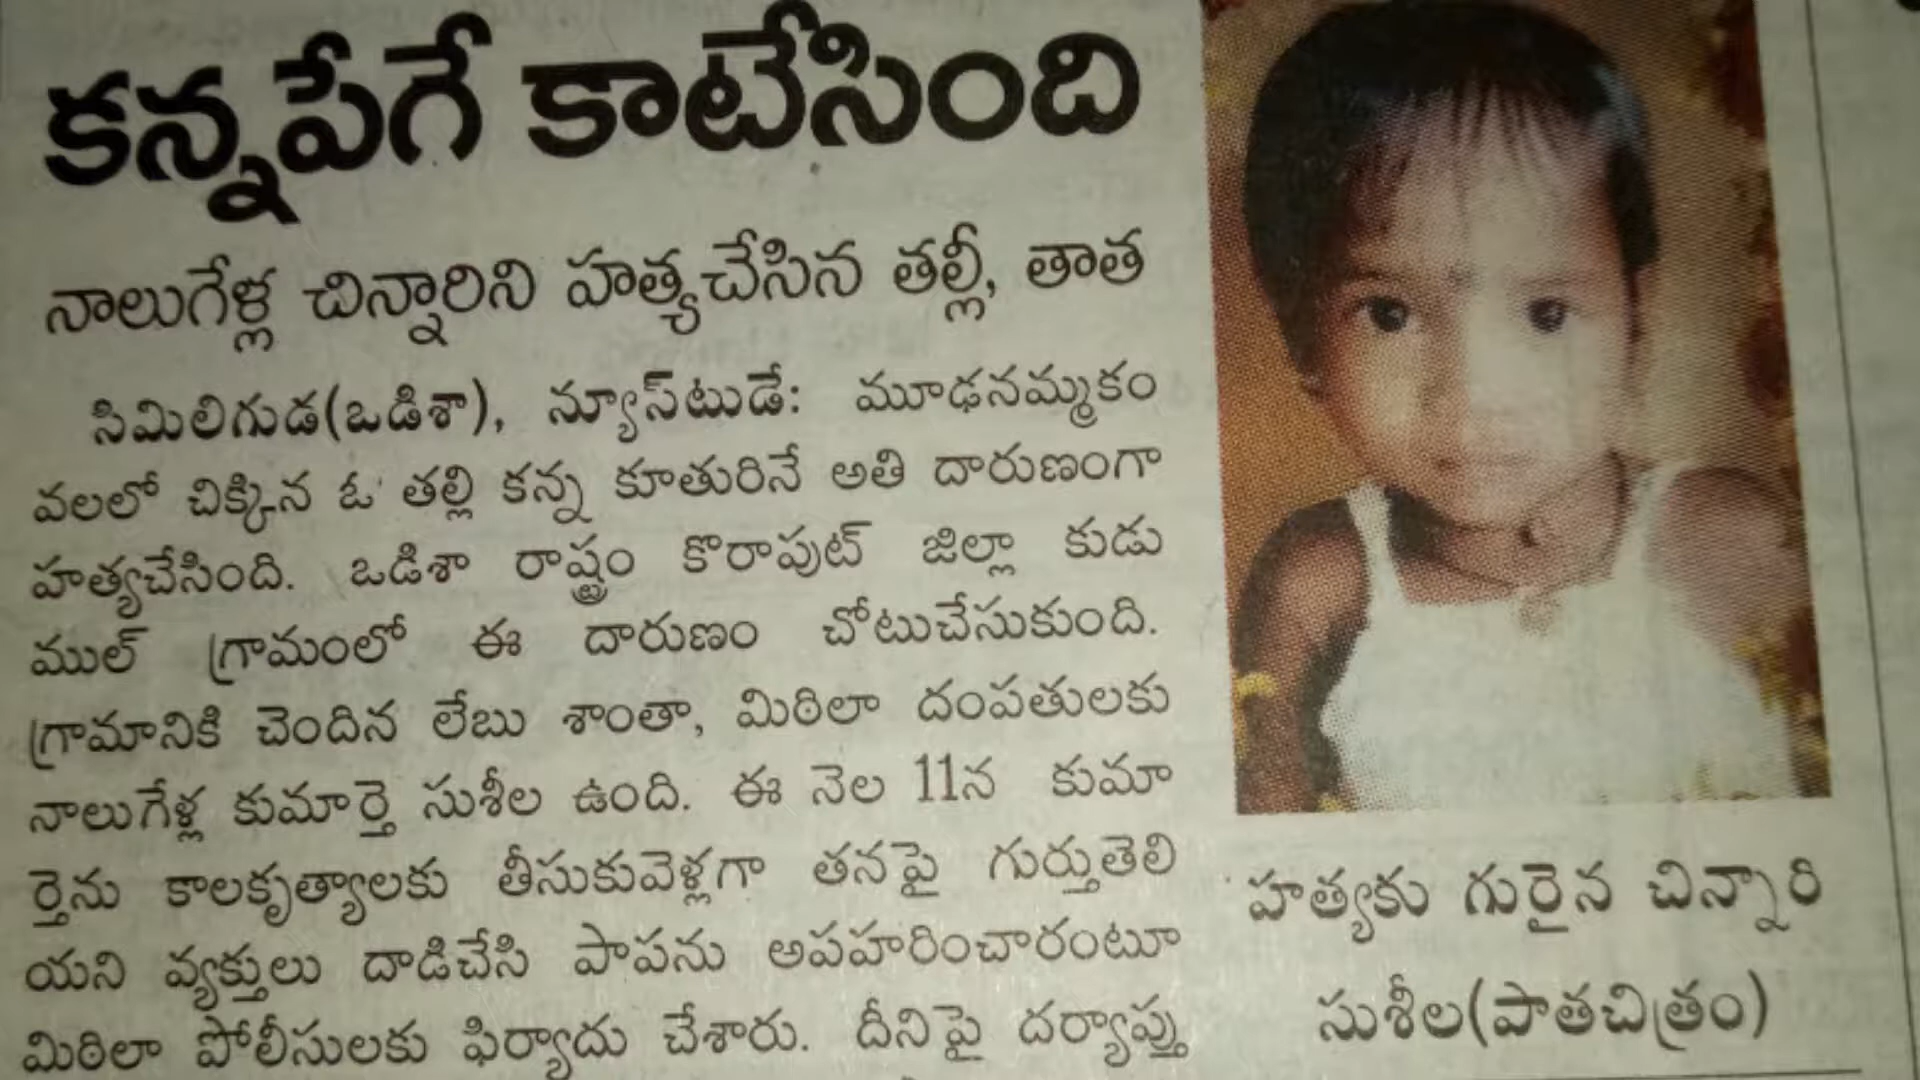 కన్నపేగే కాటేసింది
నాలుగేళ్ల చిన్నారిని హత్యచేసిన తల్లీ, తాత
సిమిలిగుడ(ఒడిశా), న్యూస్‌టుడే: మూఢనమ్మకం
వలలో చిక్కిన ఓ తల్లి కన్న కూతురినే అతి దారుణంగా
హత్యచేసింది. ఒడిశా రాష్ట్రం కొరాపుట్ జిల్లా కుడు
ముల్ గ్రామంలో ఈ దారుణం చోటుచేసుకుంది.
గ్రామానికి చెందిన లేబు శాంతా, మిఠిలా దంపతులకు
నాలుగేళ్ల కుమార్తె సుశీల ఉంది. ఈ నెల 11న కుమా
ర్తెను కాలకృత్యాలకు తీసుకువెళ్లగా తనపై గుర్తుతెలి
యని వ్యక్తులు దాడిచేసి పాపను అపహరించారంటూ
మిఠిలా పోలీసులకు ఫిర్యాదు చేశారు. దీనిపై దర్యాప్తు
హత్యకు గురైన చిన్నారి
సుశీల(పాతచిత్రం)